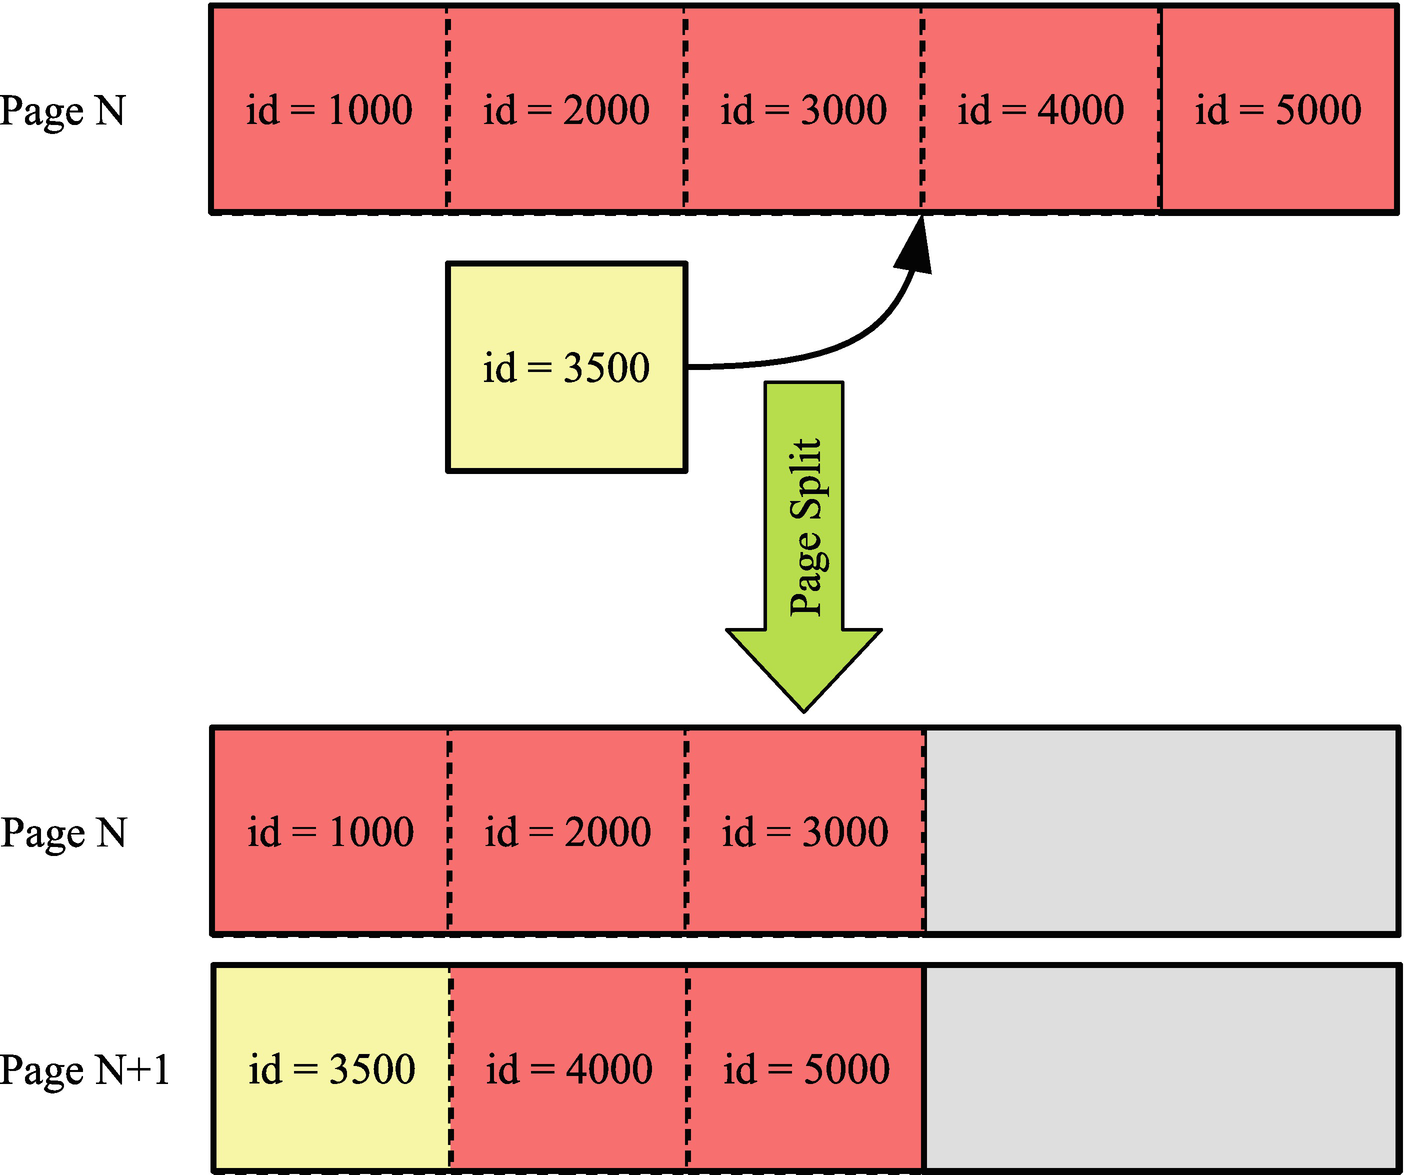 Page N
id = 1000
id = 2000
id = 3000
id = 4000
id = 5000
id = 3500
Page Split
Page N
id = 1000
id = 2000
id = 3000
Page N+1
id = 3500
id = 4000
id = 5000